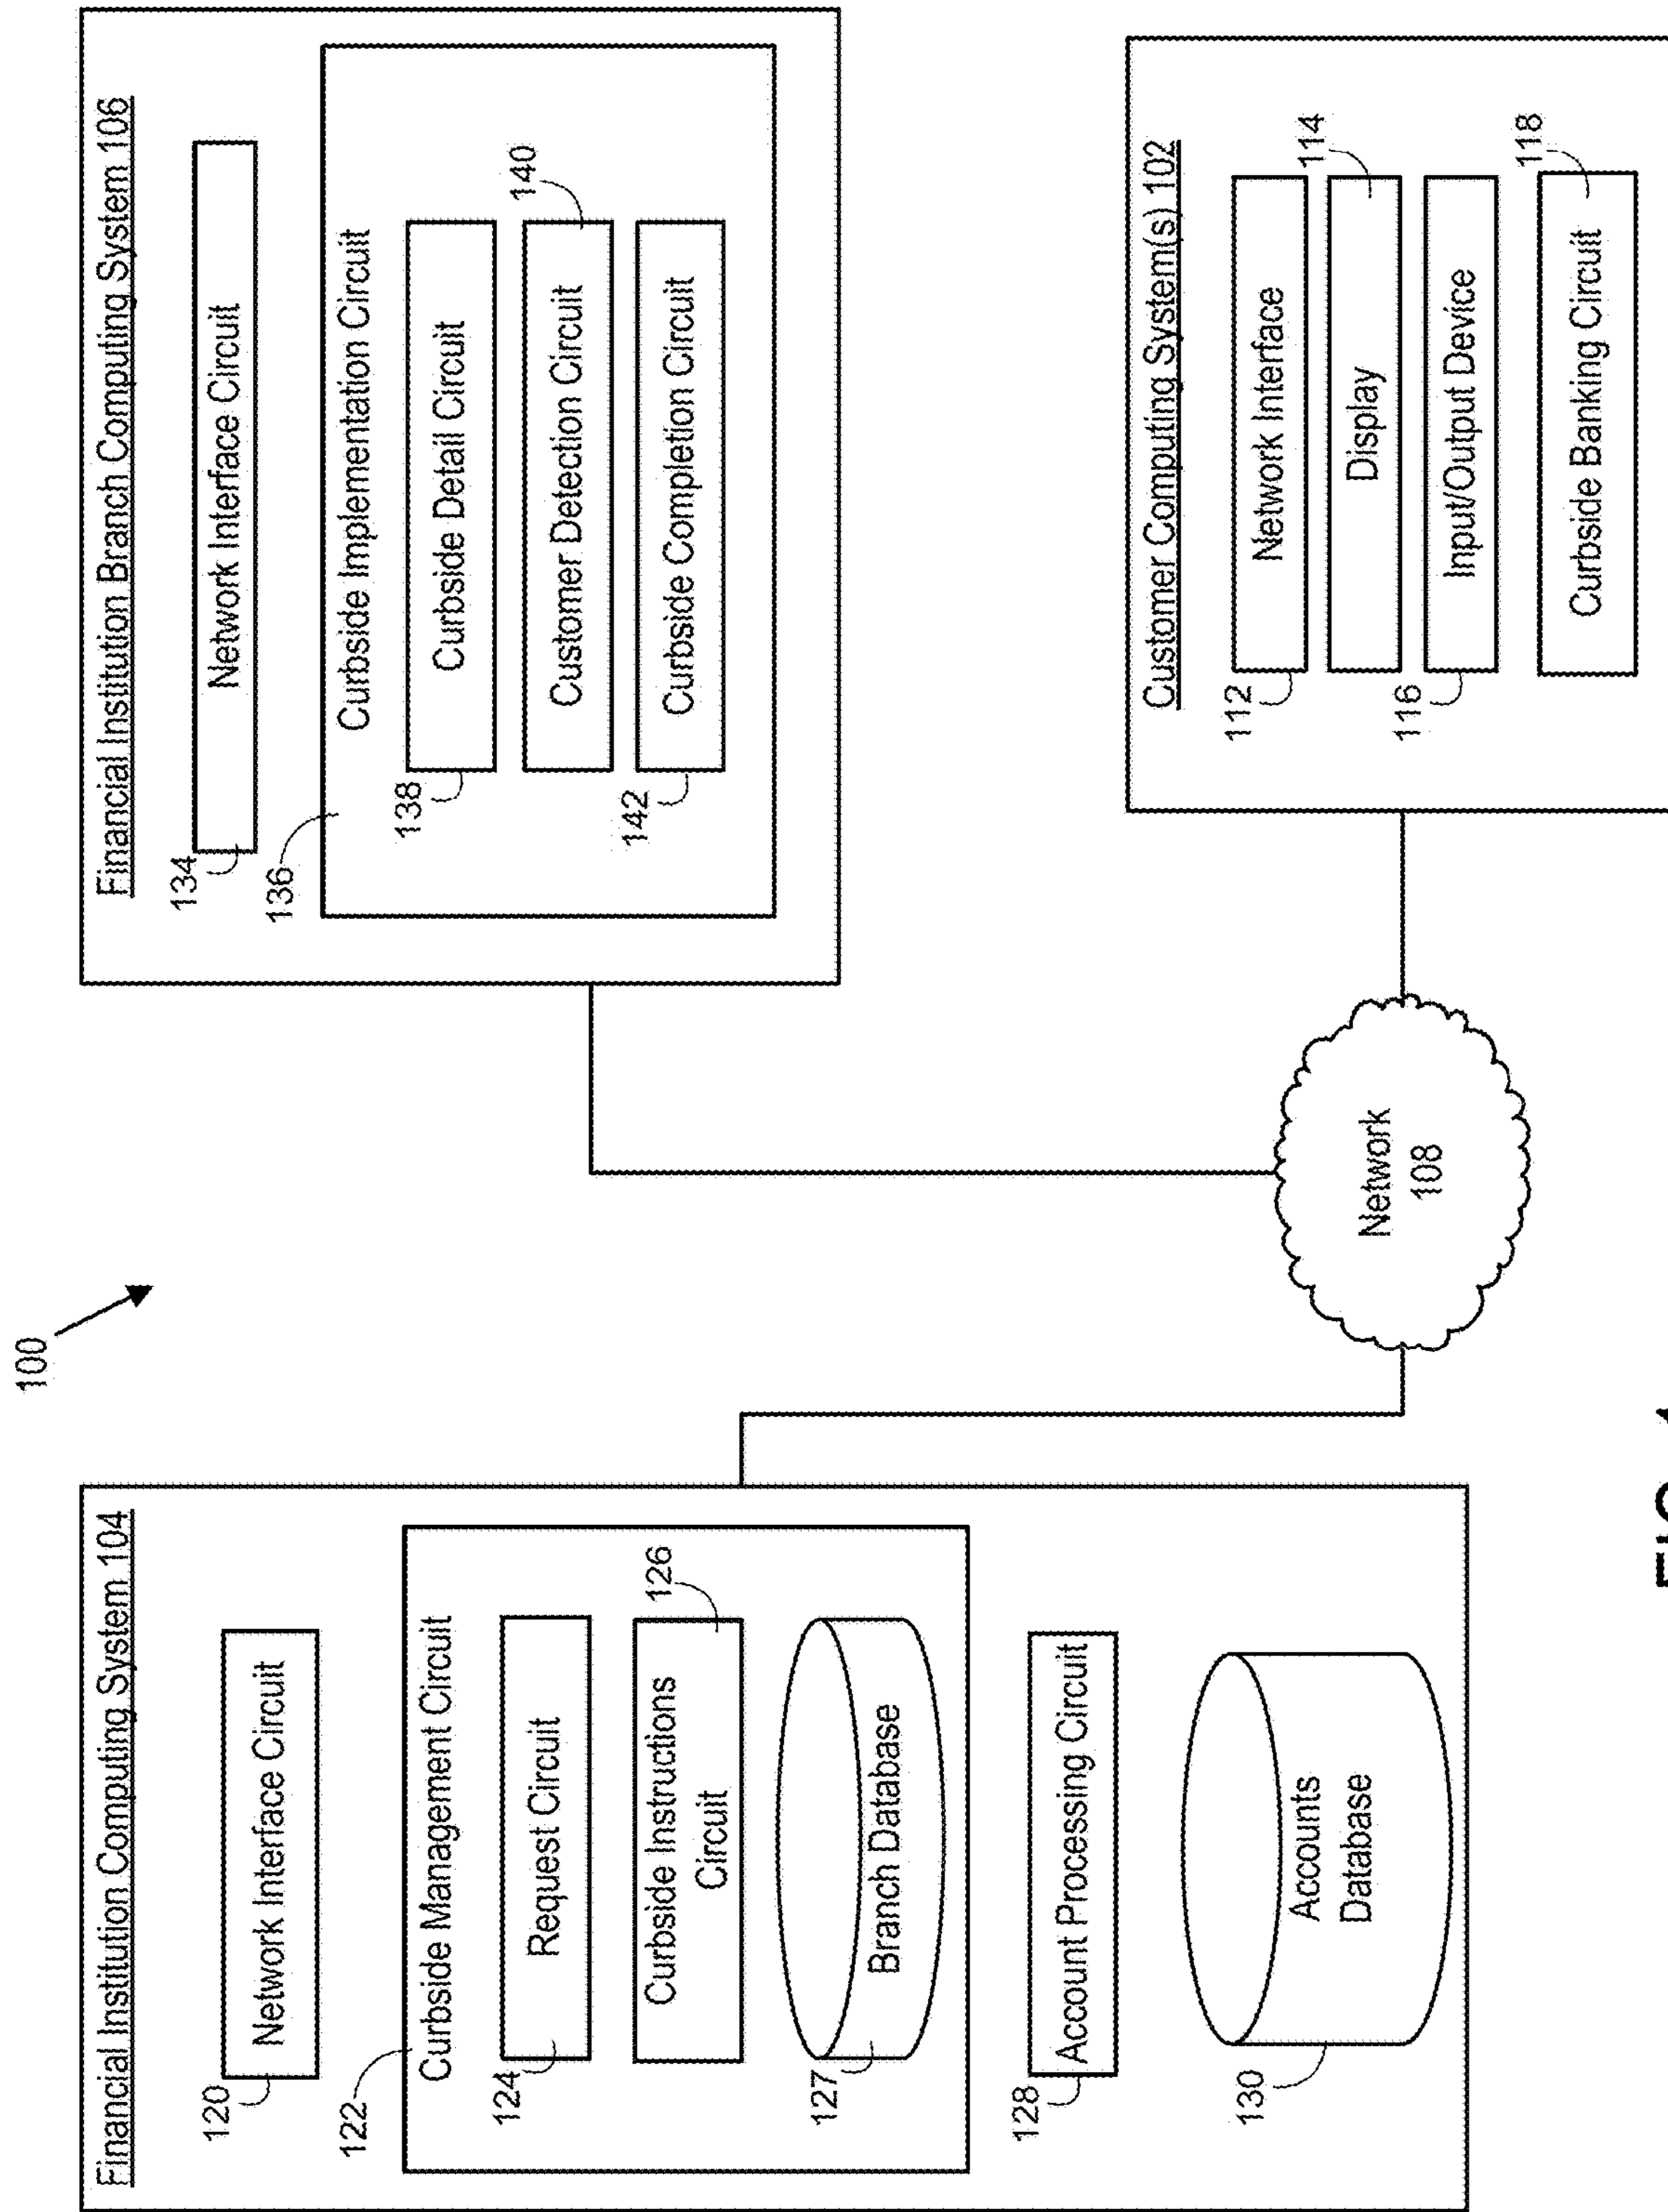 100
Financial Institution Computing System 104
120
Network Interface Circuit
122
Curbside Management Circuit
124
Request Circuit
126
Curbside Instructions
Circuit
127
Branch Database
128
Account Processing Circuit
130
Accounts
Database
Financial Institution Branch Computing System 106
134
Network Interface Circuit
136
Curbside Implementation Circuit
138
Curbside Detail Circuit
140
Customer Detection Circuit
142
Curbside Completion Circuit
Network
108
Customer Computing System(s) 102
112
Network Interface
114
Display
116
Input/Output Device
118
Curbside Banking Circuit